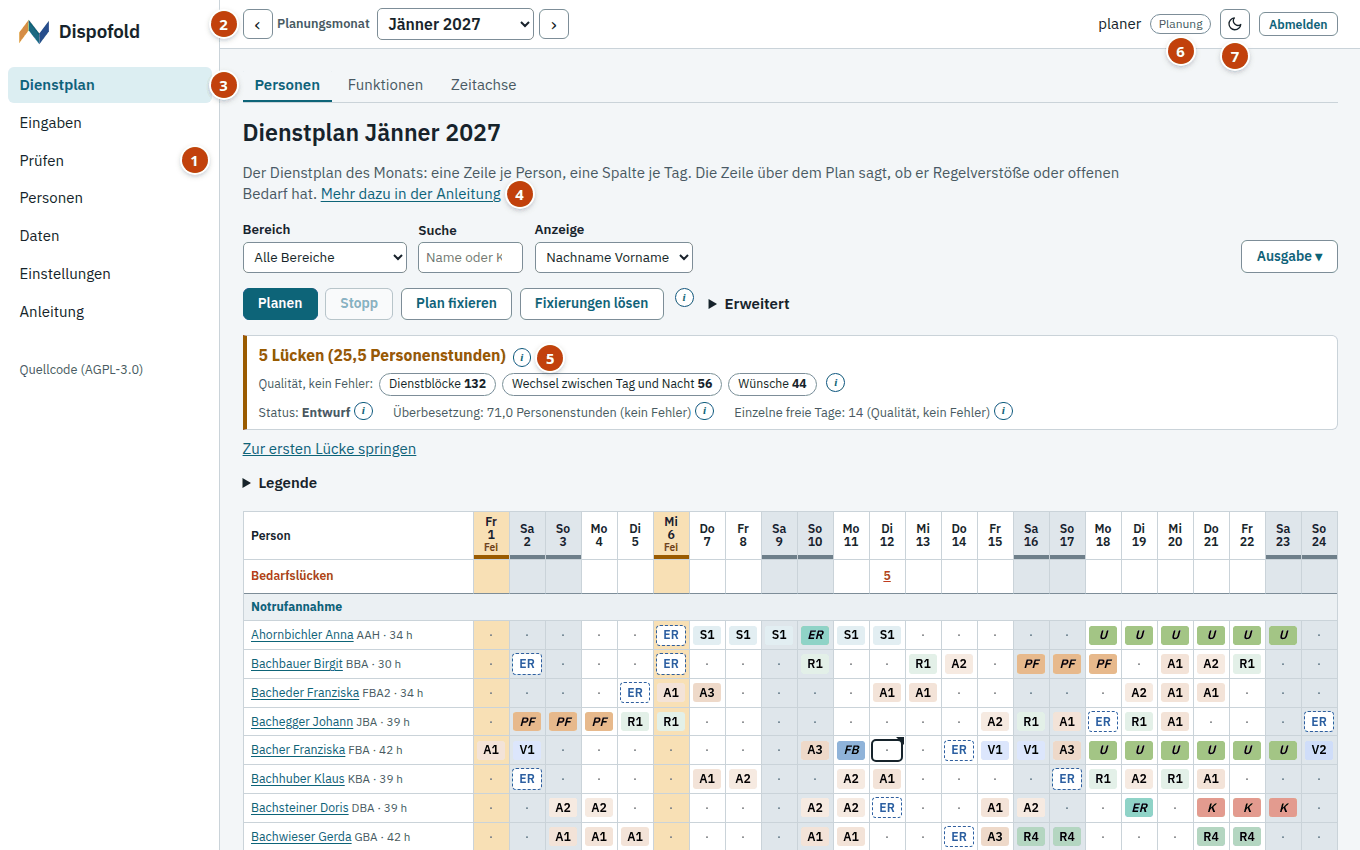 Dispofold
2
‹
Planungsmonat
Jänner 2027
›
planer
Planung
Abmelden
6
7
Dienstplan
Eingaben
Prüfen
1
Personen
Daten
Einstellungen
Anleitung
Quellcode (AGPL-3.0)
3
Personen
Funktionen
Zeitachse
Dienstplan Jänner 2027
Der Dienstplan des Monats: eine Zeile je Person, eine Spalte je Tag. Die Zeile über dem Plan sagt, ob er Regelverstöße oder offenen
Bedarf hat. Mehr dazu in der Anleitung
4
Bereich
Suche
Anzeige
Alle Bereiche
Name oder K
Nachname Vorname
Ausgabe ▾
Planen
Stopp
Plan fixieren
Fixierungen lösen
i
▶ Erweitert
5 Lücken (25,5 Personenstunden) i
5
Qualität, kein Fehler: Dienstblöcke 132 Wechsel zwischen Tag und Nacht 56 Wünsche 44 i
Status: Entwurf i Überbesetzung: 71,0 Personenstunden (kein Fehler) i Einzelne freie Tage: 14 (Qualität, kein Fehler) i
Zur ersten Lücke springen
▶ Legende
Person Fr 1 Fei Sa 2 So 3 Mo 4 Di 5 Mi 6 Fei Do 7 Fr 8 Sa 9 So 10 Mo 11 Di 12 Mi 13 Do 14 Fr 15 Sa 16 So 17 Mo 18 Di 19 Mi 20 Do 21 Fr 22 Sa 23 So 24
Bedarfslücken 5
Notrufannahme
Ahornbichler Anna AAH · 34 h · · · · · ER S1 S1 S1 ER S1 S1 · · · · · U U U U U U ·
Bachbauer Birgit BBA · 30 h · ER · · · ER · · · R1 · · R1 A2 · PF PF PF · A1 A2 R1 · ·
Bacheder Franziska FBA2 · 34 h · · · · ER A1 A3 · · · · A1 A1 · · · · · A2 A1 A1 · · ·
Bachegger Johann JBA · 39 h · PF PF PF R1 R1 · · · · · · · · A2 R1 A1 ER R1 A1 · · · ER
Bacher Franziska FBA · 42 h A1 V1 · · · · · · · A3 FB · · ER V1 V1 A3 U U U U U U V2
Bachhuber Klaus KBA · 39 h · ER · · · · A1 A2 · · A2 A1 · · · · ER R1 A2 R1 A1 · · ·
Bachsteiner Doris DBA · 39 h · · A2 A2 · · · · · A2 A2 ER · · A1 A2 · · ER · K K K ·
Bachwieser Gerda GBA · 42 h · · A1 A1 A1 · · · · A1 A1 · · ER A3 R4 R4 · · · R4 R4 · ·